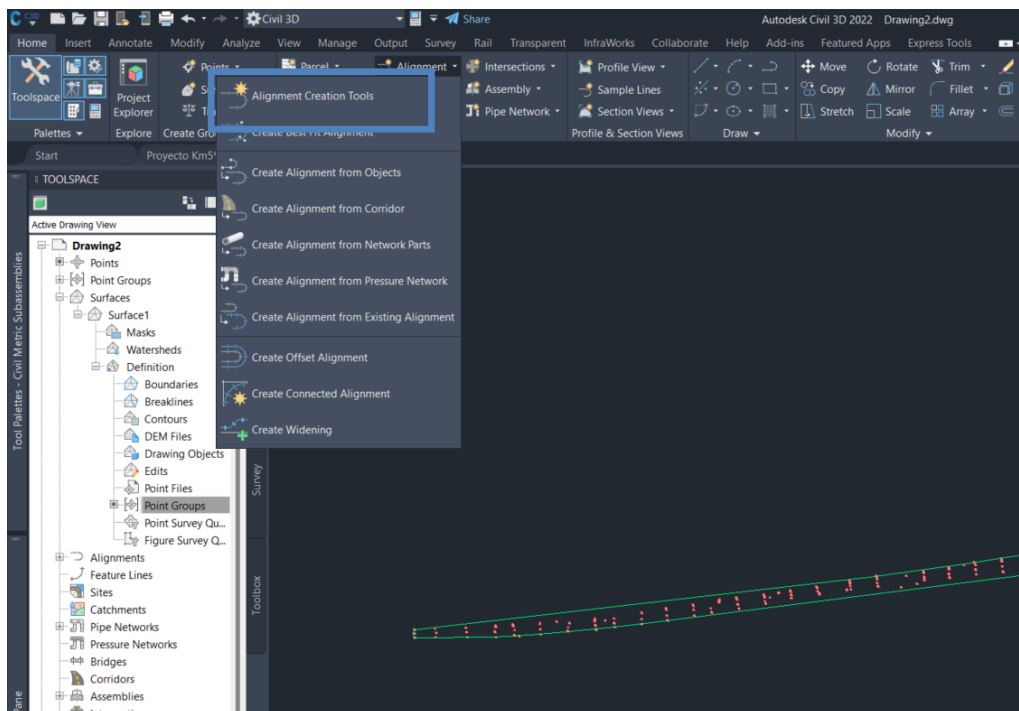 C3D
Civil 3D
Share
Autodesk Civil 3D 2022 Drawing2.dwg
Home Insert Annotate Modify Analyze View Manage Output Survey Rail Transparent InfraWorks Collaborate Help Add-ins Featured Apps Express Tools
Toolspace
Project Explorer
Points
Parcel
Alignment
Intersections
Profile View
Move
Rotate
Trim
Assembly
Sample Lines
Copy
Mirror
Fillet
Pipe Network
Section Views
Stretch
Scale
Array
Palettes
Explore
Create Gro
Profile & Section Views
Draw
Modify
Start
Proyecto Km5*
Alignment Creation Tools
Create Best Fit Alignment
Create Alignment from Objects
Create Alignment from Corridor
Create Alignment from Network Parts
Create Alignment from Pressure Network
Create Alignment from Existing Alignment
Create Offset Alignment
Create Connected Alignment
Create Widening
TOOLSPACE
Active Drawing View
Drawing2
Points
Point Groups
Surfaces
Surface1
Masks
Watersheds
Definition
Boundaries
Breaklines
Contours
DEM Files
Drawing Objects
Edits
Point Files
Point Groups
Point Survey Qu...
Figure Survey Q...
Alignments
Feature Lines
Sites
Catchments
Pipe Networks
Pressure Networks
Bridges
Corridors
Assemblies
Survey
Toolbox
Tool Palettes - Civil Metric Subassemblies